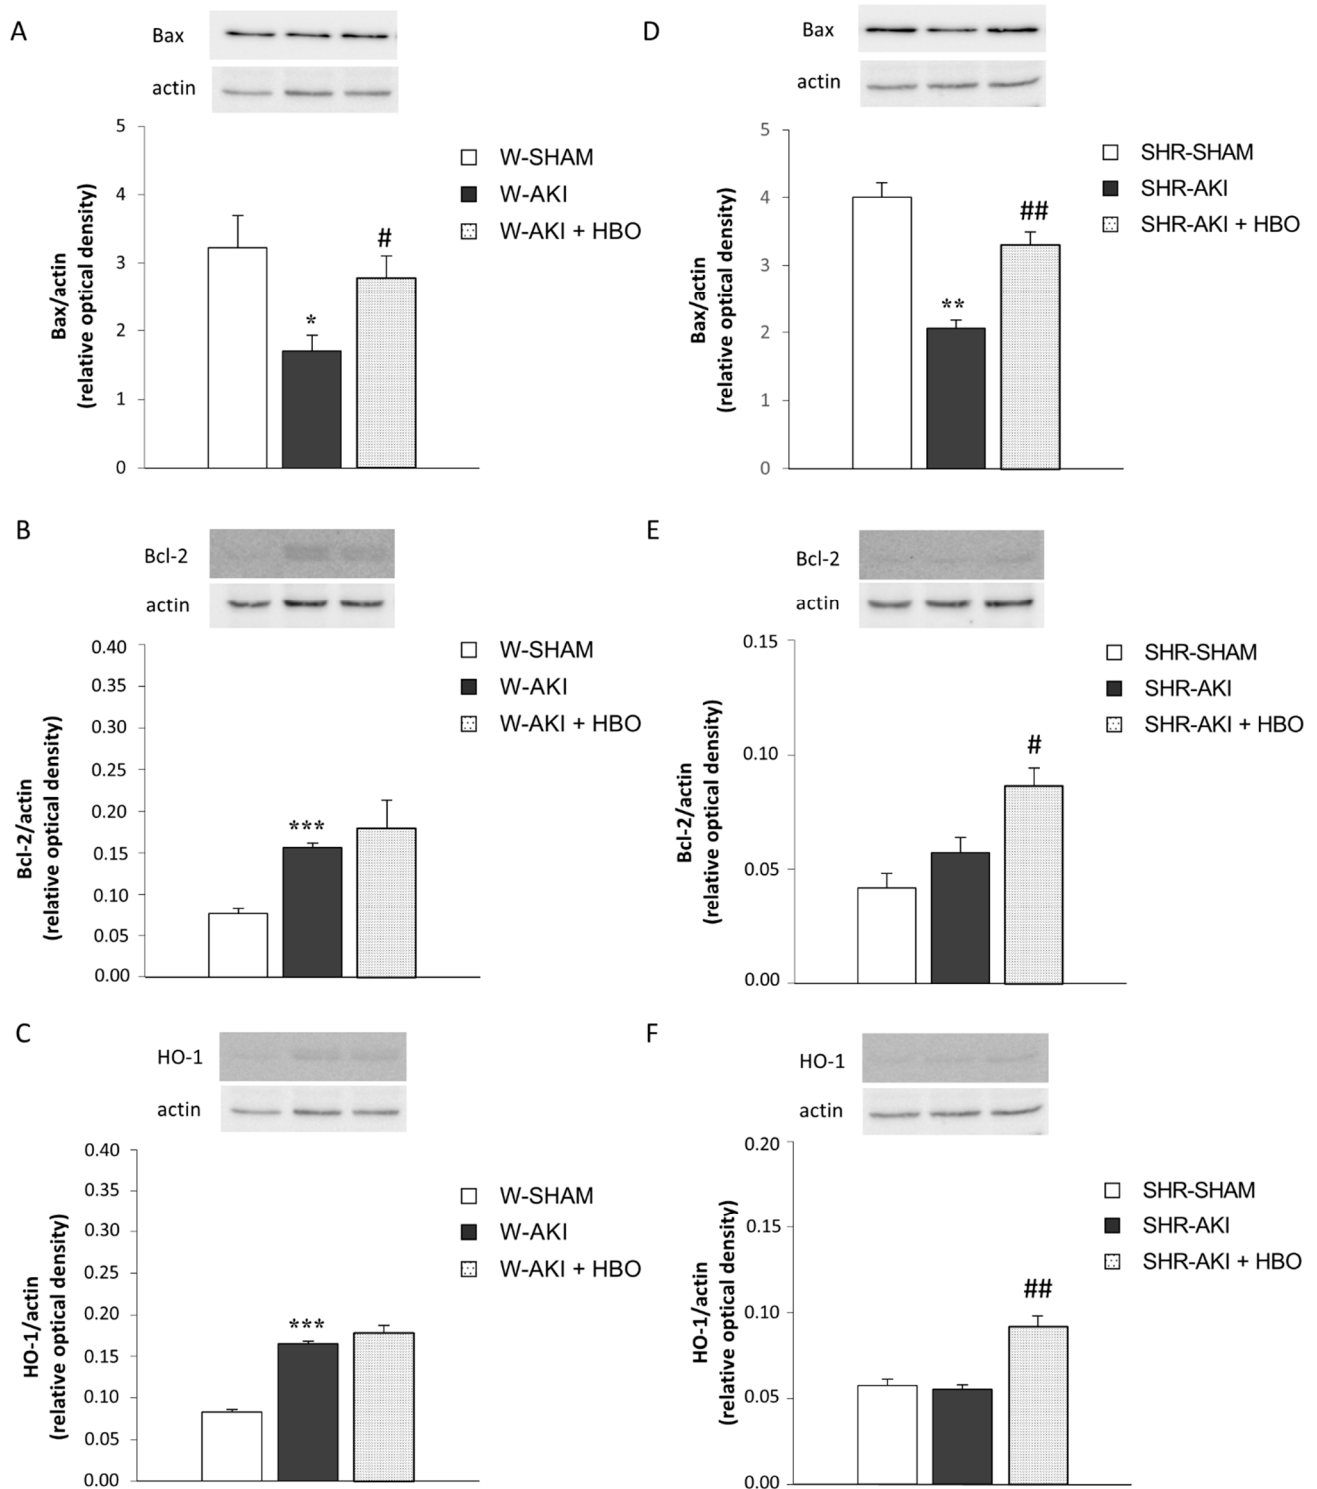 A
Bax
actin
5
4
3
2
1
0
Bax/actin
(relative optical density)
*
#
W-SHAM
W-AKI
W-AKI + HBO
D
Bax
actin
5
4
3
2
1
0
Bax/actin
(relative optical density)
**
##
SHR-SHAM
SHR-AKI
SHR-AKI + HBO
B
Bcl-2
actin
0.40
0.35
0.30
0.25
0.20
0.15
0.10
0.05
0.00
Bcl-2/actin
(relative optical density)
***
W-SHAM
W-AKI
W-AKI + HBO
E
Bcl-2
actin
0.15
0.10
0.05
0.00
Bcl-2/actin
(relative optical density)
#
SHR-SHAM
SHR-AKI
SHR-AKI + HBO
C
HO-1
actin
0.40
0.35
0.30
0.25
0.20
0.15
0.10
0.05
0.00
HO-1/actin
(relative optical density)
***
W-SHAM
W-AKI
W-AKI + HBO
F
HO-1
actin
0.20
0.15
0.10
0.05
0.00
HO-1/actin
(relative optical density)
##
SHR-SHAM
SHR-AKI
SHR-AKI + HBO